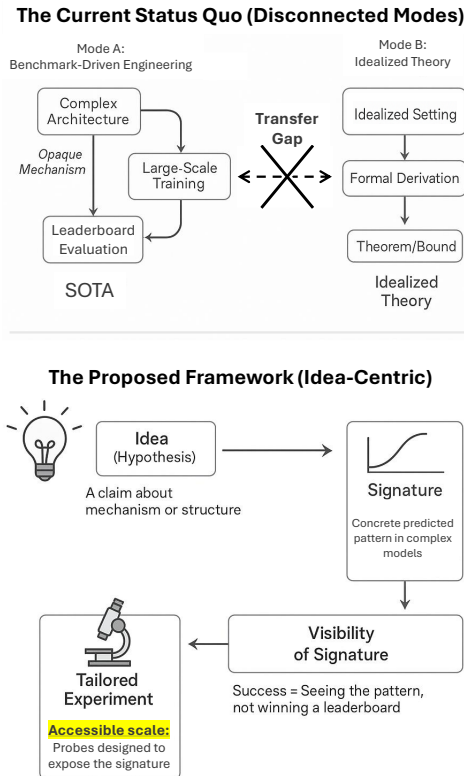 The Current Status Quo (Disconnected Modes)
Mode A:
Benchmark-Driven Engineering
Mode B:
Idealized Theory
Complex
Architecture
Opaque
Mechanism
Large-Scale
Training
Leaderboard
Evaluation
SOTA
Transfer
Gap
Idealized Setting
Formal Derivation
Theorem/Bound
Idealized
Theory
The Proposed Framework (Idea-Centric)
Idea
(Hypothesis)
A claim about
mechanism or structure
Signature
Concrete predicted
pattern in complex
models
Visibility
of Signature
Success = Seeing the pattern,
not winning a leaderboard
Tailored
Experiment
Accessible scale:
Probes designed to
expose the signature